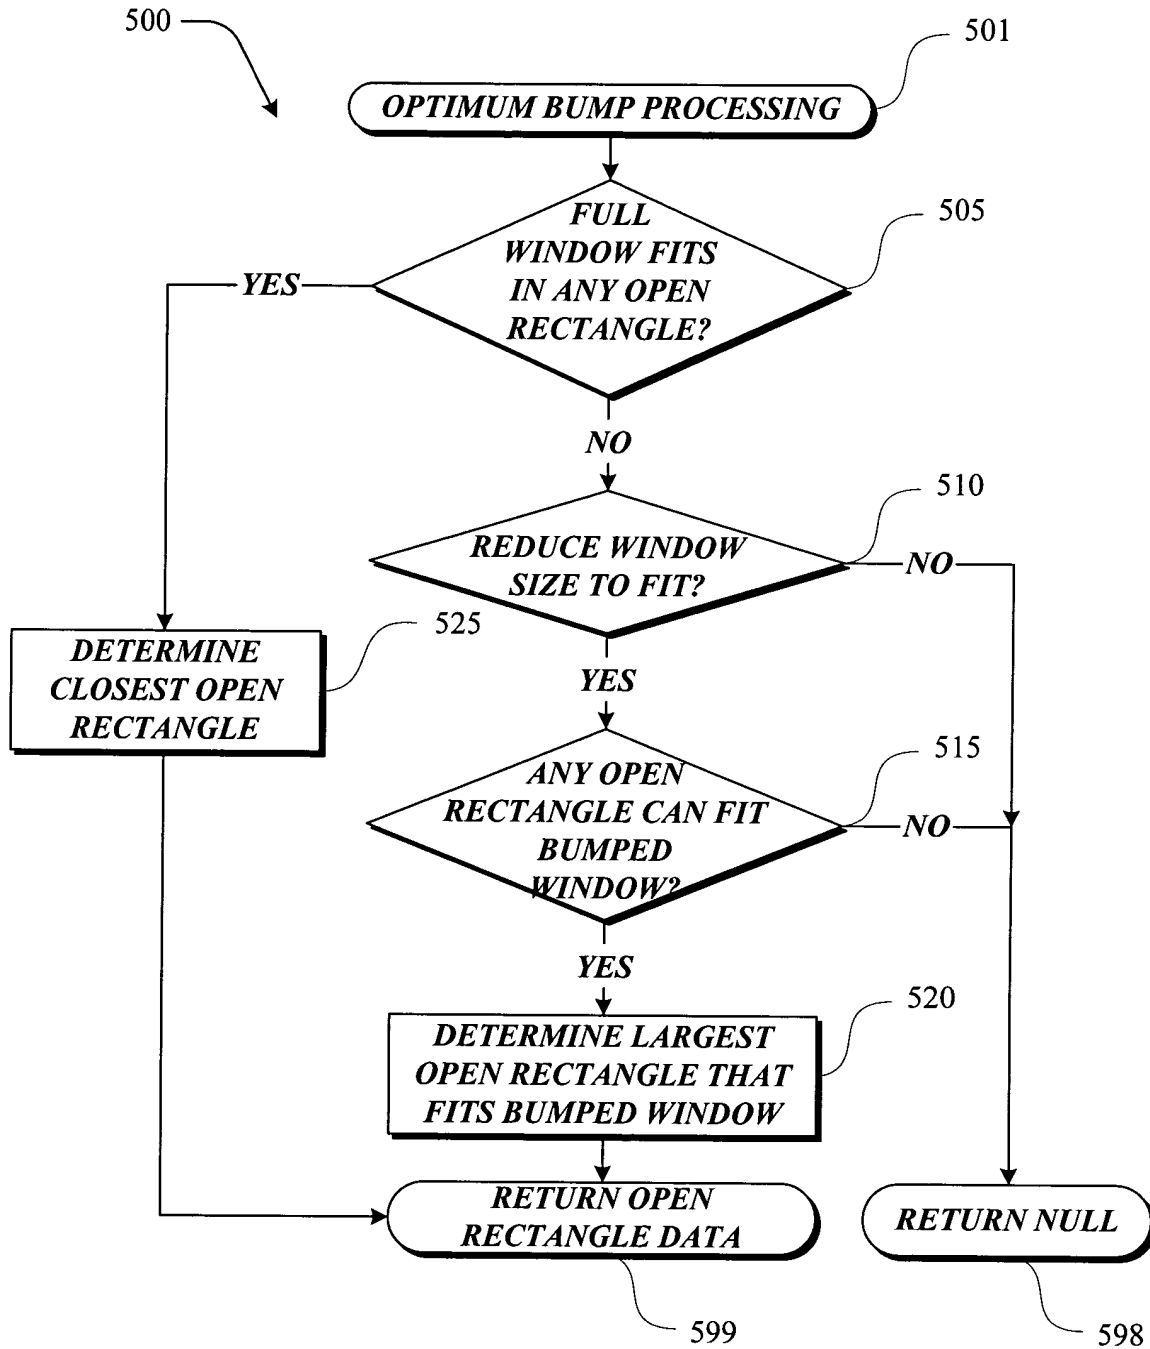 500
501
OPTIMUM BUMP PROCESSING
FULL
WINDOW FITS
IN ANY OPEN
RECTANGLE?
505
YES
NO
510
REDUCE WINDOW
SIZE TO FIT?
NO
525
DETERMINE
CLOSEST OPEN
RECTANGLE
YES
515
ANY OPEN
RECTANGLE CAN FIT
BUMPED
WINDOW?
NO
YES
520
DETERMINE LARGEST
OPEN RECTANGLE THAT
FITS BUMPED WINDOW
RETURN OPEN
RECTANGLE DATA
RETURN NULL
599
598